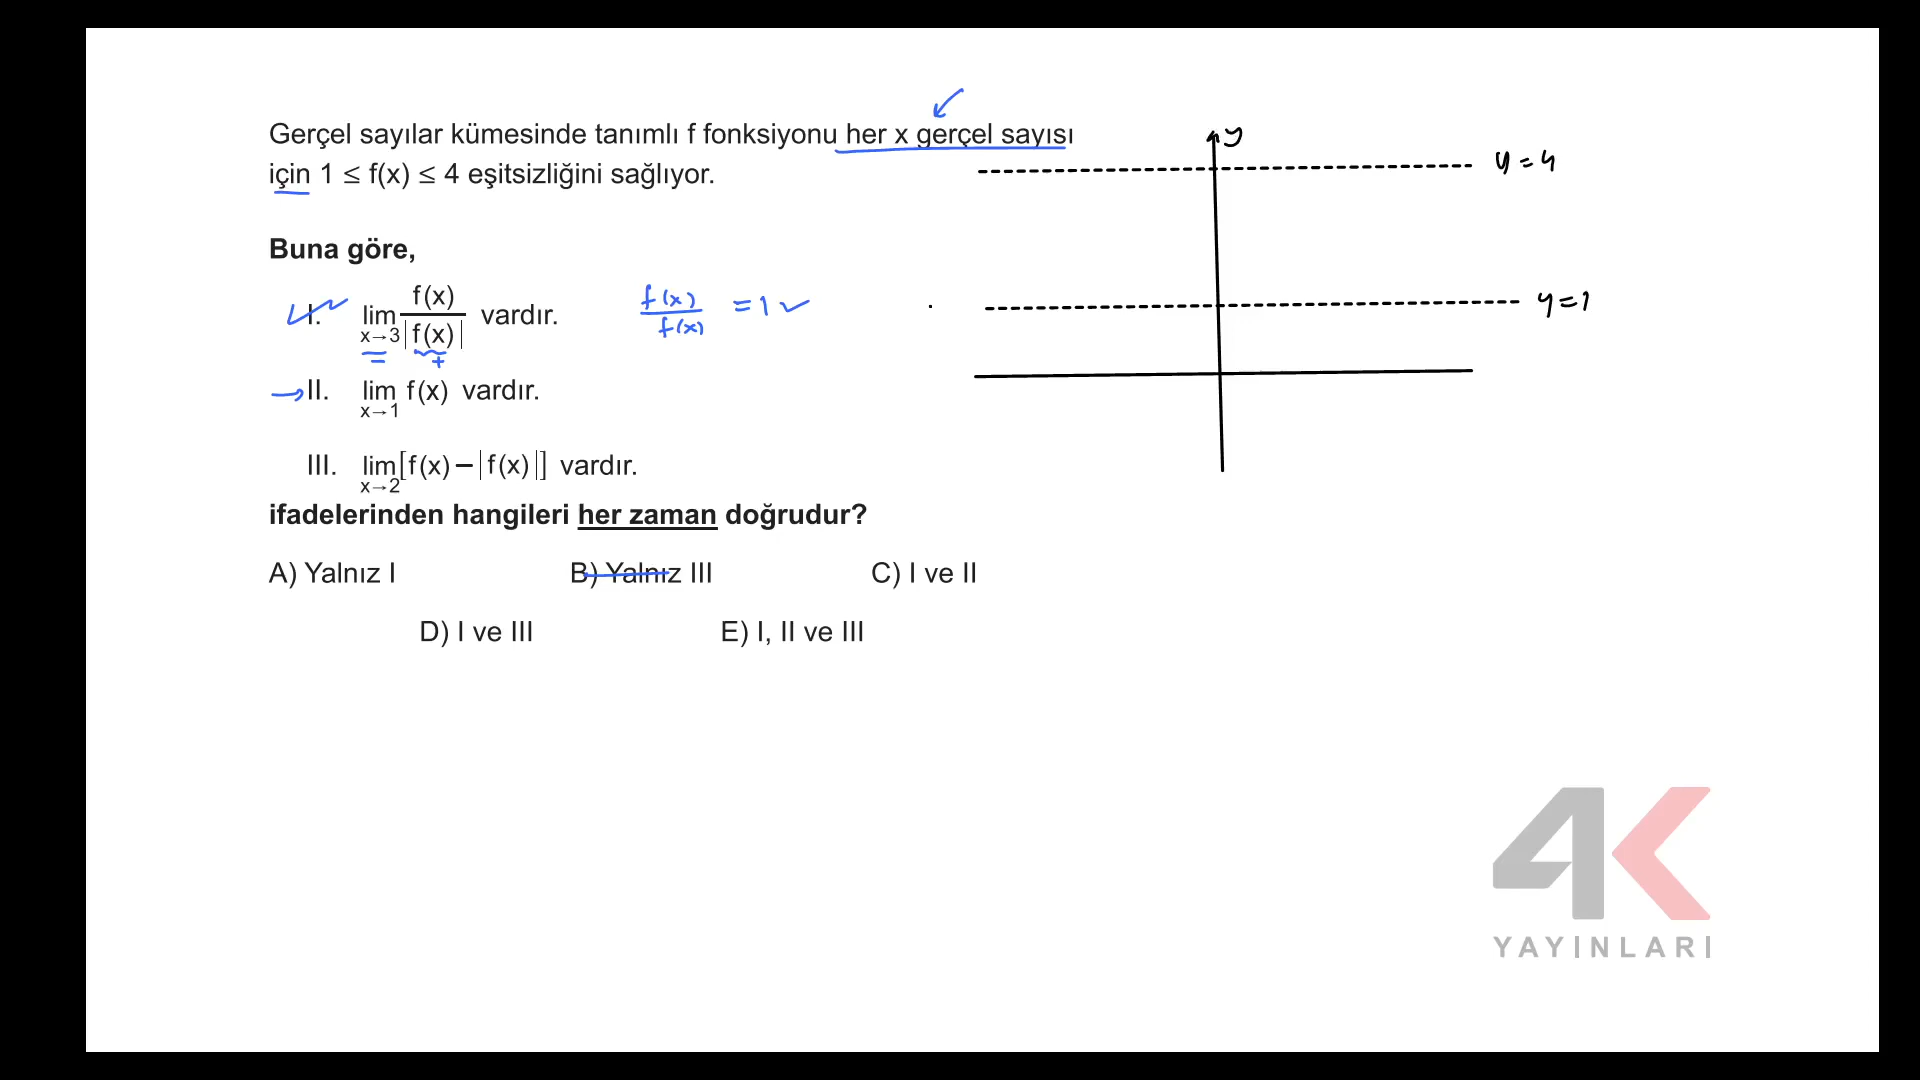 Gerçel sayılar kümesinde tanımlı f fonksiyonu her x gerçel sayısı
için 1 ≤ f(x) ≤ 4 eşitsizliğini sağlıyor.
y
y = 4
Buna göre,
I. lim x→3 f(x) / |f(x)| vardır.
+
f(x) / f(x) = 1 ✓
y = 1
II. lim x→1 f(x) vardır.
III. lim x→2 [f(x) − |f(x)|] vardır.
ifadelerinden hangileri her zaman doğrudur?
A) Yalnız I B) Yalnız III C) I ve II
D) I ve III E) I, II ve III
4K
YAYINLARI